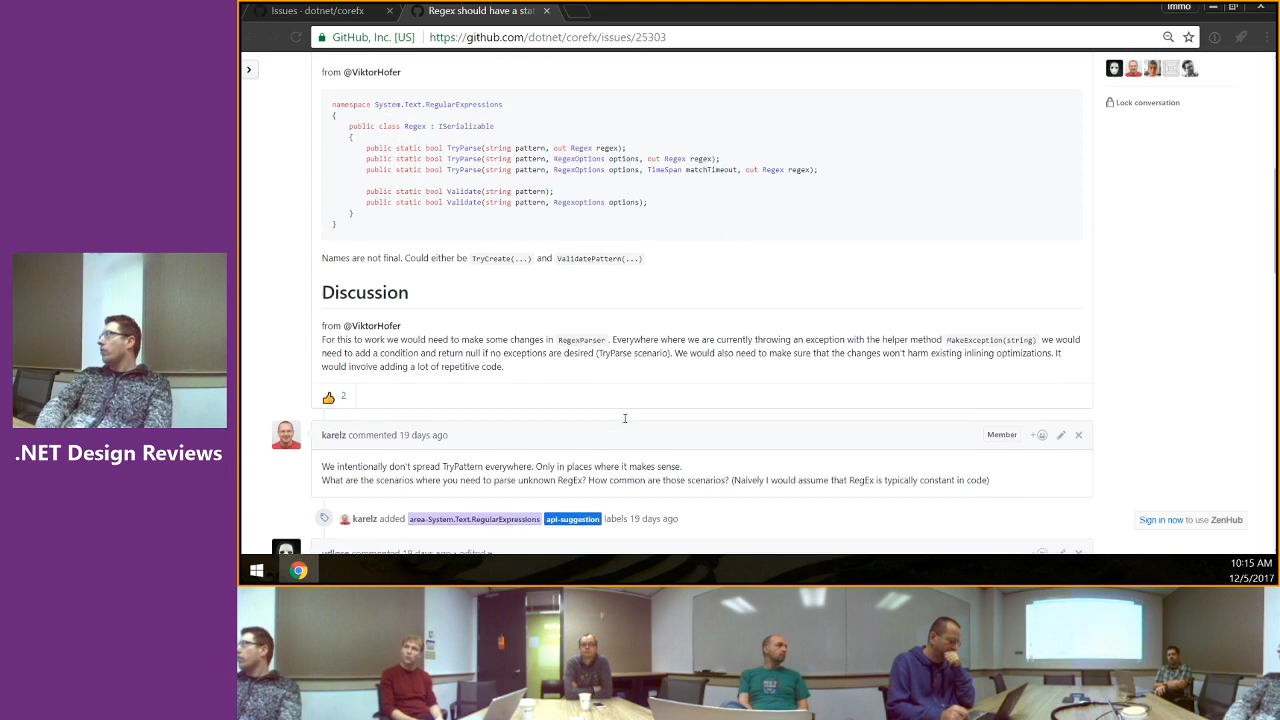 Issues · dotnet/corefx
Regex should have a sta
Immo
GitHub, Inc. [US]
https://github.com/dotnet/corefx/issues/25303
from @ViktorHofer
namespace System.Text.RegularExpressions
{
public class Regex : ISerializable
{
public static bool TryParse(string pattern, out Regex regex);
public static bool TryParse(string pattern, RegexOptions options, out Regex regex);
public static bool TryParse(string pattern, RegexOptions options, TimeSpan matchTimeout, out Regex regex);
public static bool Validate(string pattern);
public static bool Validate(string pattern, Regexoptions options);
}
}
Lock conversation
Names are not final. Could either be TryCreate(...) and ValidatePattern(...)
Discussion
from @ViktorHofer
For this to work we would need to make some changes in RegexParser. Everywhere where we are currently throwing an exception with the helper method MakeException(string) we would
need to add a condition and return null if no exceptions are desired (TryParse scenario). We would also need to make sure that the changes won't harm existing inlining optimizations. It
would involve adding a lot of repetitive code.
2
karelz commented 19 days ago
Member
We intentionally don't spread TryPattern everywhere. Only in places where it makes sense.
What are the scenarios where you need to parse unknown RegEx? How common are those scenarios? (Naively I would assume that RegEx is typically constant in code)
karelz added area-System.Text.RegularExpressions api-suggestion labels 19 days ago
Sign in now to use ZenHub
commented 19 days ago • edited
10:15 AM
12/5/2017
.NET Design Reviews